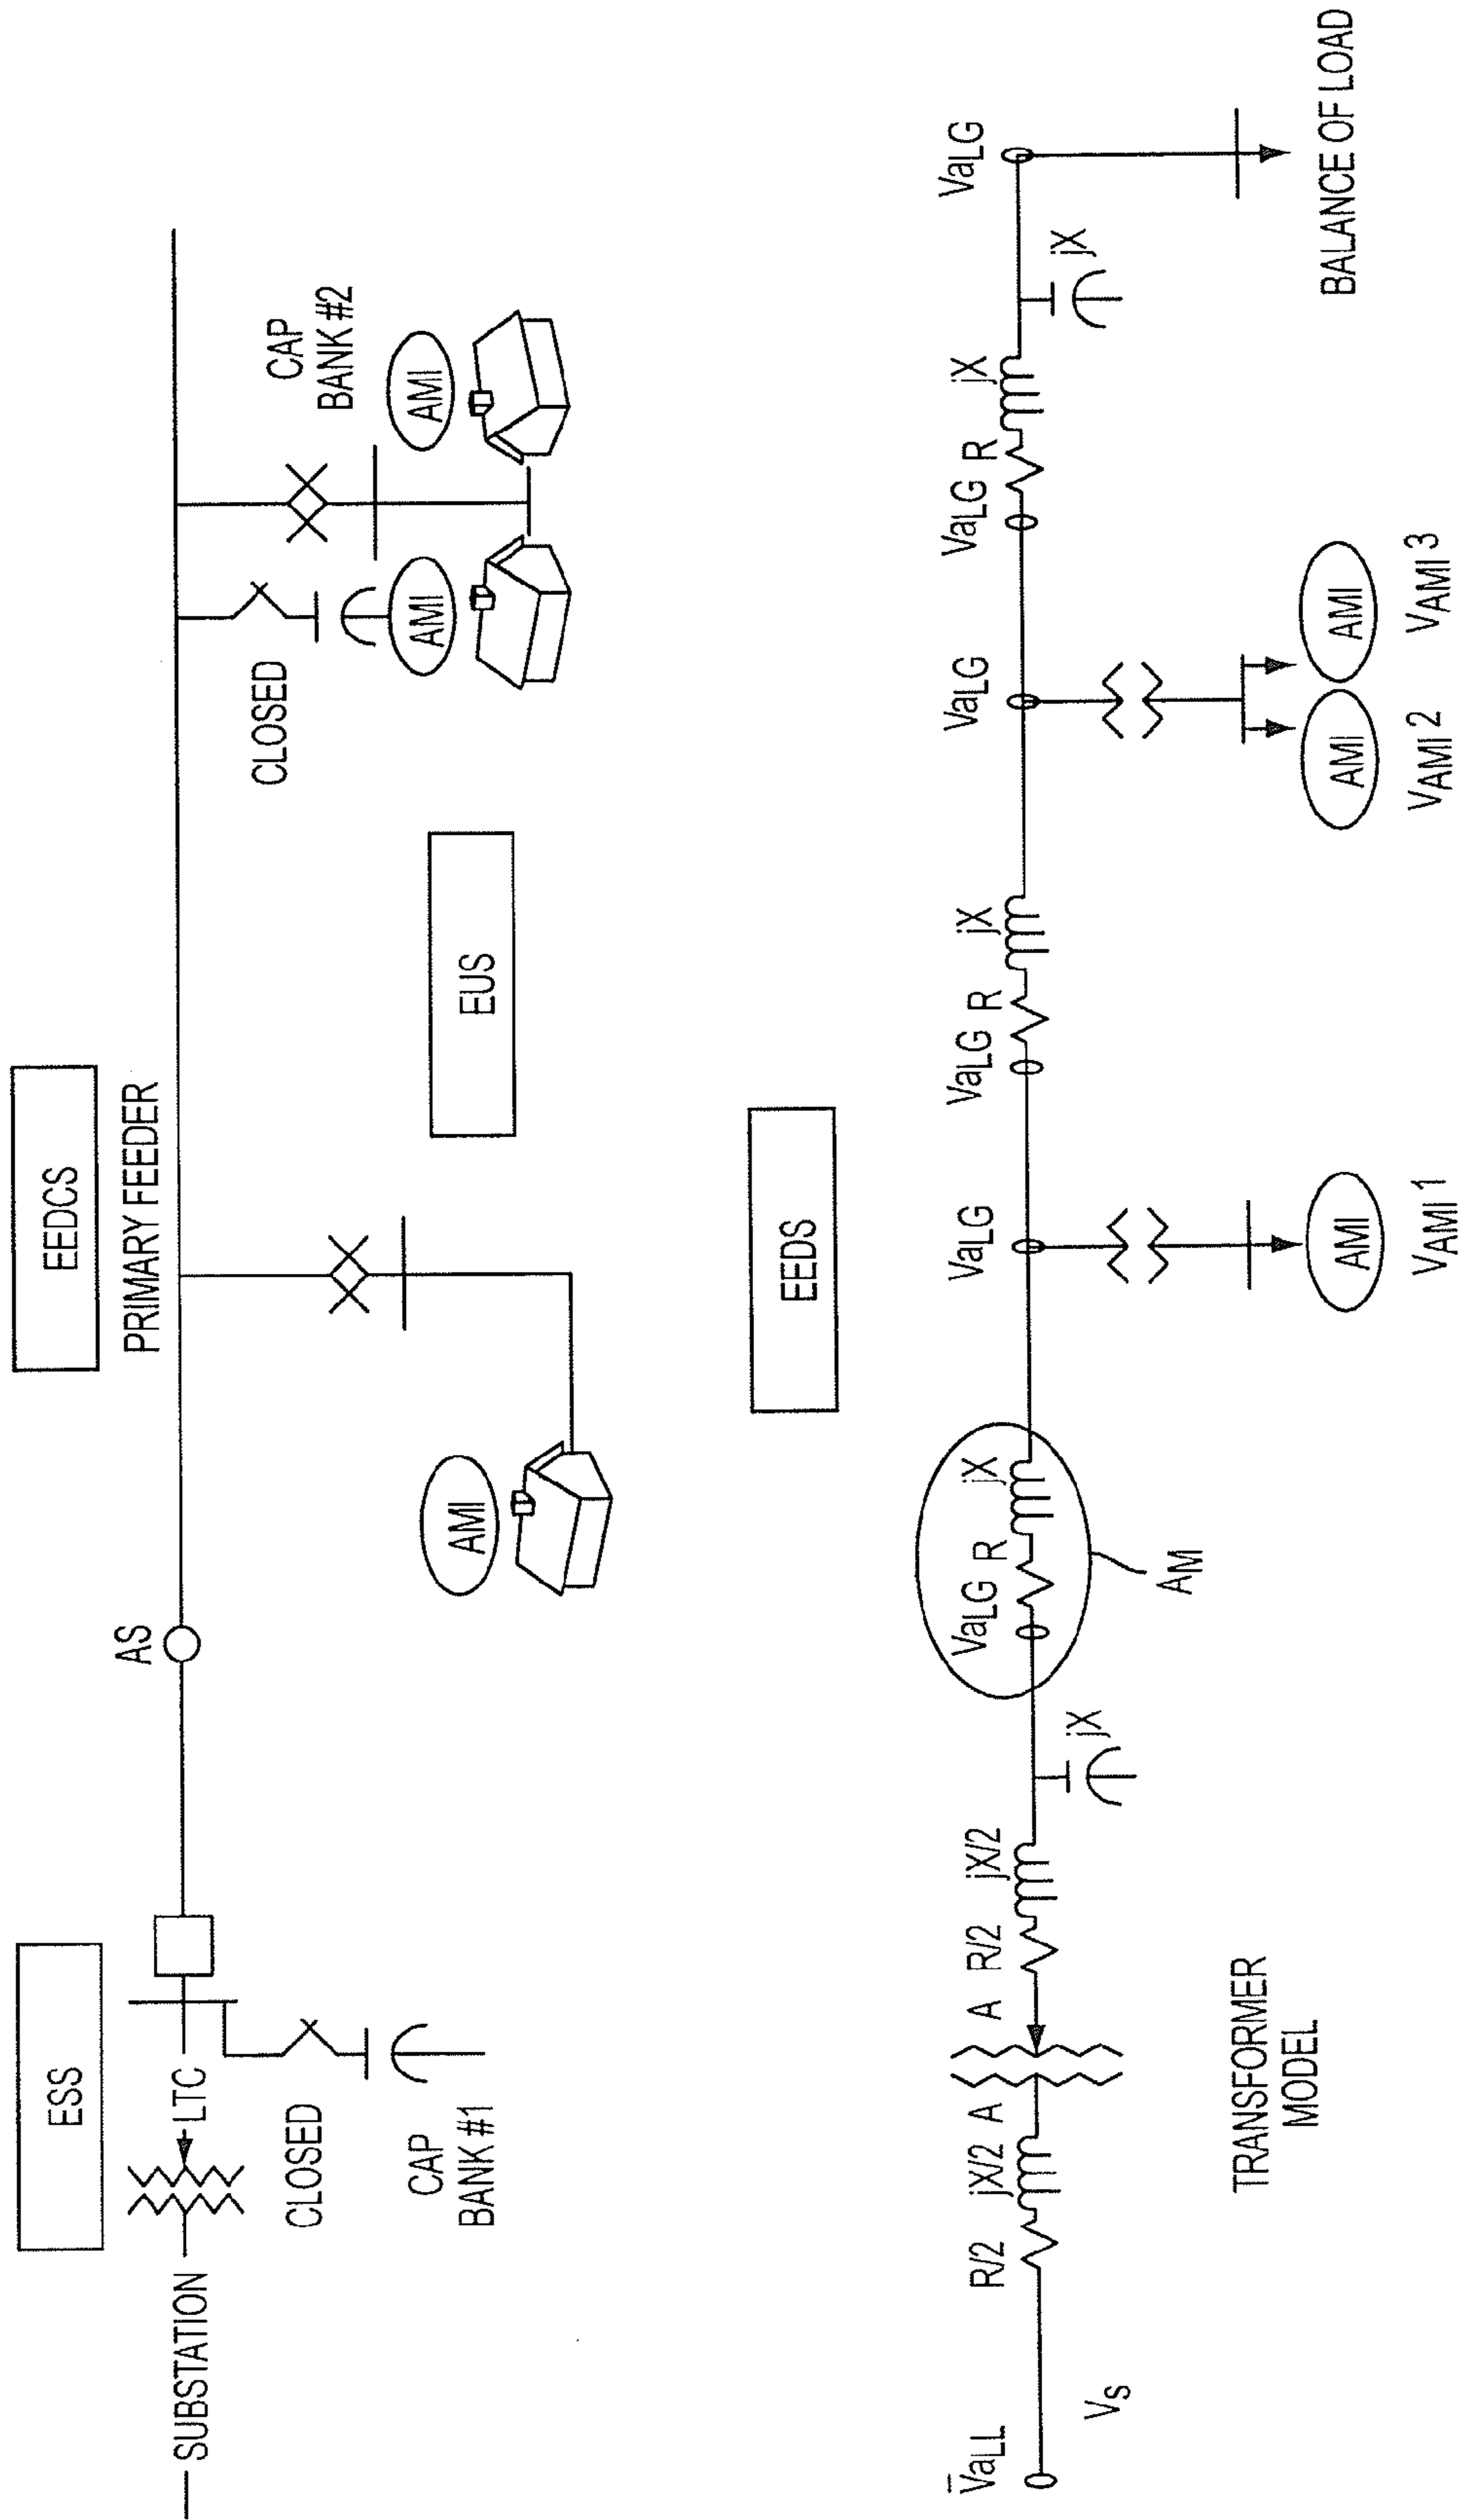 ESS
EEDCS
SUBSTATION
LTC
AS
PRIMARY FEEDER
CLOSED
CLOSED
CAP
BANK #2
CAP
BANK #1
AMI
EUS
AMI
AMI
EEDS
V̅aLL
R/2
jX/2
A
A
R/2
jX/2
VaLG
R
jX
VaLG
VaLG
R
jX
VaLG
VaLG
R
jX
VaLG
VS
jX
jX
AM
TRANSFORMER
MODEL
AMI
AMI
AMI
BALANCE OF LOAD
VAMI 1
VAMI 2
VAMI 3